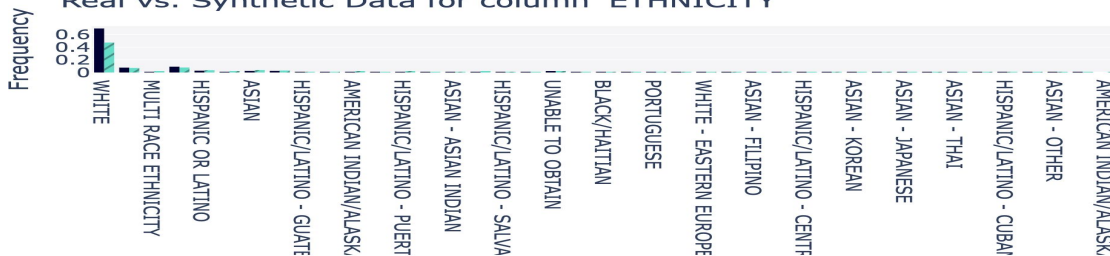 Real vs. Synthetic Data for column 'ETHNICITY'
Frequency
0.6
0.4
0.2
0
WHITE
MULTI RACE ETHNICITY
HISPANIC OR LATINO
ASIAN
HISPANIC/LATINO - GUATE
AMERICAN INDIAN/ALASK
HISPANIC/LATINO - PUERT
ASIAN - ASIAN INDIAN
HISPANIC/LATINO - SALVA
UNABLE TO OBTAIN
BLACK/HAITIAN
PORTUGUESE
WHITE - EASTERN EUROPE
ASIAN - FILIPINO
HISPANIC/LATINO - CENTR
ASIAN - KOREAN
ASIAN - JAPANESE
ASIAN - THAI
HISPANIC/LATINO - CUBAN
ASIAN - OTHER
AMERICAN INDIAN/ALASK